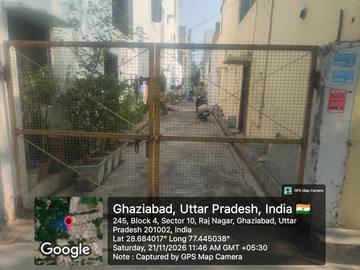 GPS Map Camera
Ghaziabad, Uttar Pradesh, India
245, Block 4, Sector 10, Raj Nagar, Ghaziabad, Uttar
Pradesh 201002, India
Lat 28.684017° Long 77.445038°
Saturday, 21/11/2026 11:46 AM GMT +05:30
Note : Captured by GPS Map Camera
Google